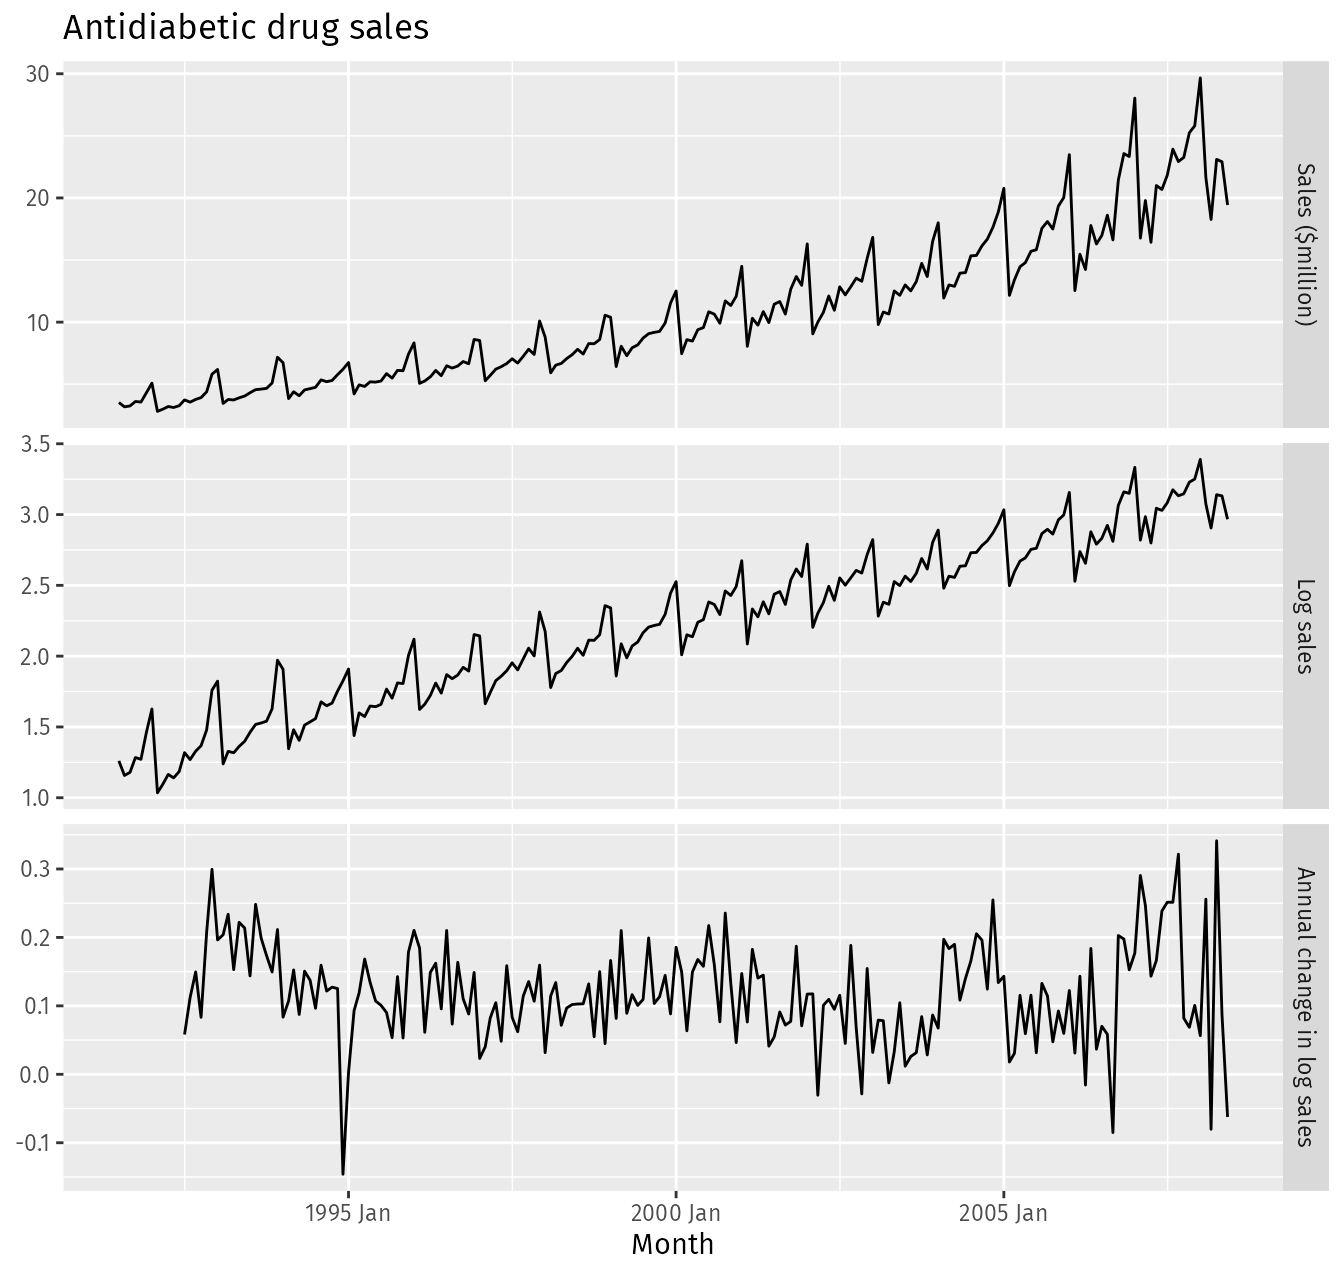 Antidiabetic drug sales
30
20
10
Sales ($million)
3.5
3.0
2.5
2.0
1.5
1.0
Log sales
0.3
0.2
0.1
0.0
-0.1
Annual change in log sales
1995 Jan
2000 Jan
2005 Jan
Month